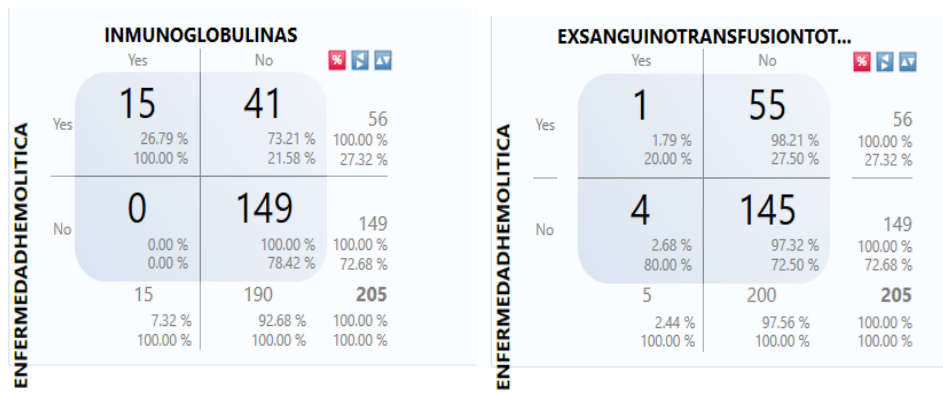 INMUNOGLOBULINAS
Yes No %
Yes 15 41 56
26.79 % 73.21 % 100.00 %
100.00 % 21.58 % 27.32 %
No 0 149 149
0.00 % 100.00 % 100.00 %
0.00 % 78.42 % 72.68 %
15 190 205
7.32 % 92.68 % 100.00 %
100.00 % 100.00 % 100.00 %
ENFERMEDADHEMOLITICA
EXSANGUINOTRANSFUSIONTOT...
Yes No %
Yes 1 55 56
1.79 % 98.21 % 100.00 %
20.00 % 27.50 % 27.32 %
No 4 145 149
2.68 % 97.32 % 100.00 %
80.00 % 72.50 % 72.68 %
5 200 205
2.44 % 97.56 % 100.00 %
100.00 % 100.00 % 100.00 %
ENFERMEDADHEMOLITICA